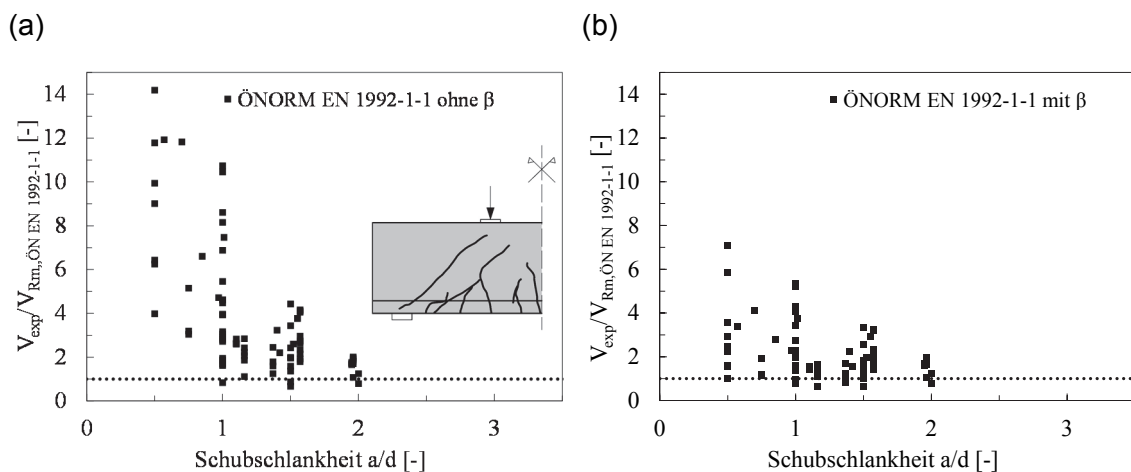 (a)
ÖNORM EN 1992-1-1 ohne β
14
12
10
8
6
4
2
0
V_exp/V_Rm,,ÖN EN 1992-1-1 [-]
0 1 2 3
Schubschlankheit a/d [-]
(b)
ÖNORM EN 1992-1-1 mit β
14
12
10
8
6
4
2
0
V_exp/V_Rm,ÖN EN 1992-1-1 [-]
0 1 2 3
Schubschlankheit a/d [-]